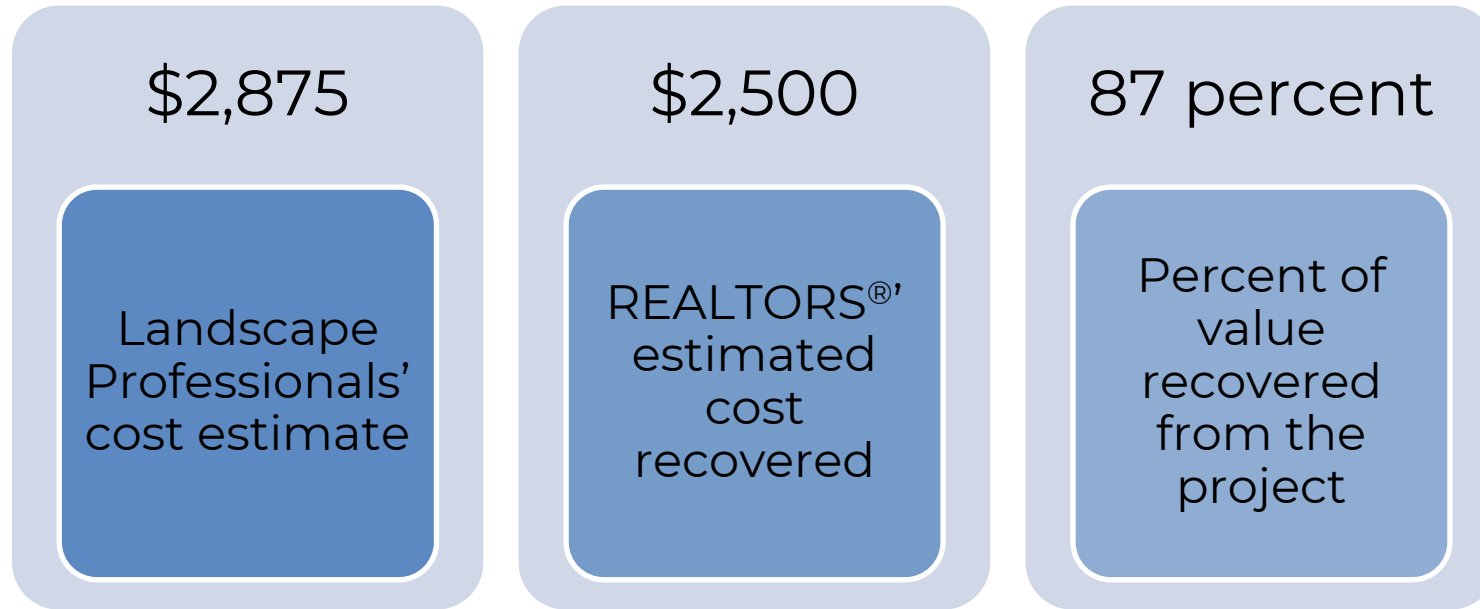 $2,875
Landscape
Professionals’
cost estimate
$2,500
REALTORS®’
estimated
cost
recovered
87 percent
Percent of
value
recovered
from the
project